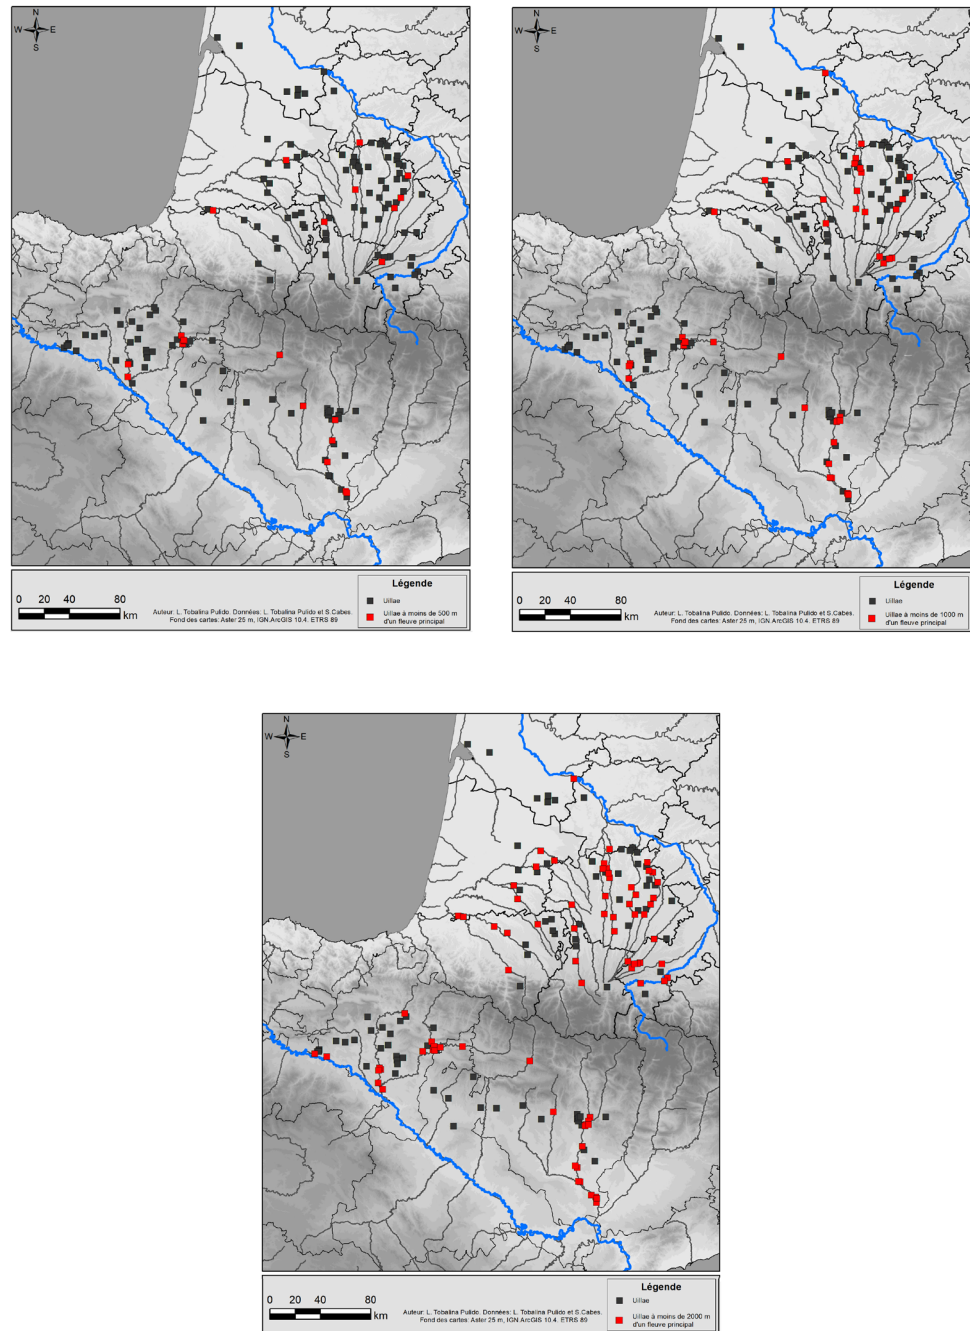 N
W E
S
0 20 40 80
km
Auteur: L. Tobalina Pulido. Données: L. Tobalina Pulido et S.Cabes.
Fond des cartes: Aster 25 m, IGN.ArcGIS 10.4. ETRS 89
Légende
Uillae
Uillae à moins de 500 m
d'un fleuve principal
N
W E
S
0 20 40 80
km
Auteur: L. Tobalina Pulido. Données: L. Tobalina Pulido et S.Cabes.
Fond des cartes: Aster 25 m, IGN.ArcGIS 10.4. ETRS 89
Légende
Uillae
Uillae à moins de 1000 m
d'un fleuve principal
N
W E
S
0 20 40 80
km
Auteur: L. Tobalina Pulido. Données: L. Tobalina Pulido et S.Cabes.
Fond des cartes: Aster 25 m, IGN.ArcGIS 10.4. ETRS 89
Légende
Uillae
Uillae à moins de 2000 m
d'un fleuve principal